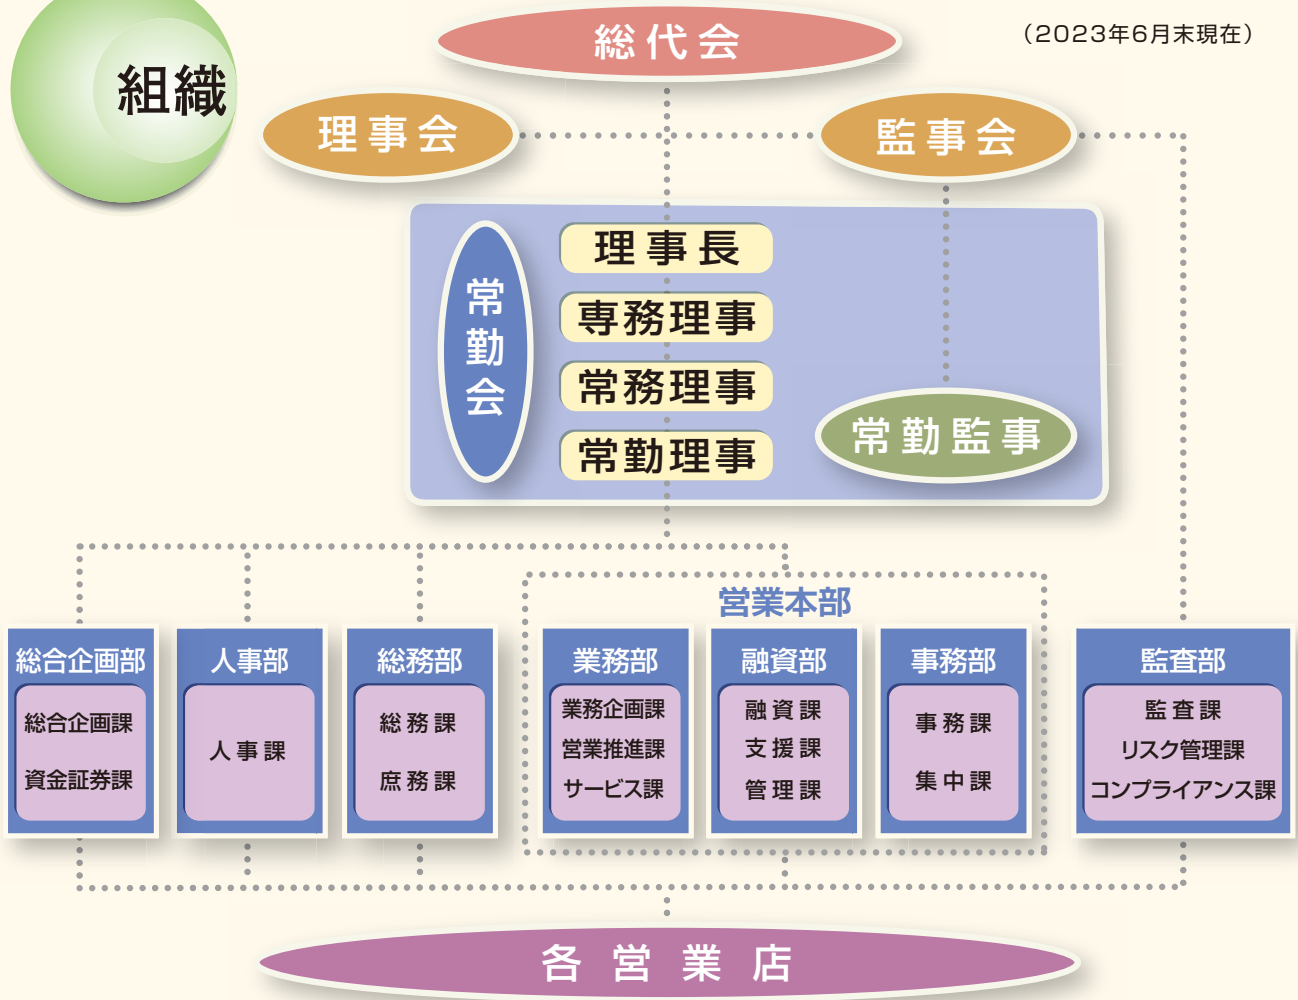 組織
総代会
（2023年6月末現在）
理事会
監事会
常勤会
理事長
専務理事
常務理事
常勤理事
常勤監事
営業本部
総合企画部
総合企画課
資金証券課
人事部
人事課
総務部
総務課
庶務課
業務部
業務企画課
営業推進課
サービス課
融資部
融資課
支援課
管理課
事務部
事務課
集中課
監査部
監査課
リスク管理課
コンプライアンス課
各営業店